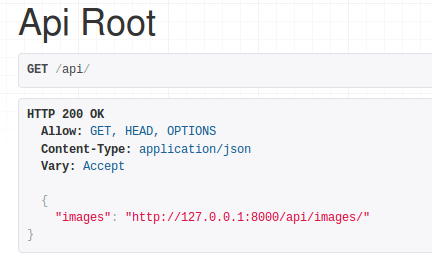 Api Root
GET /api/
HTTP 200 OK
Allow: GET, HEAD, OPTIONS
Content-Type: application/json
Vary: Accept
{
"images": "http://127.0.0.1:8000/api/images/"
}